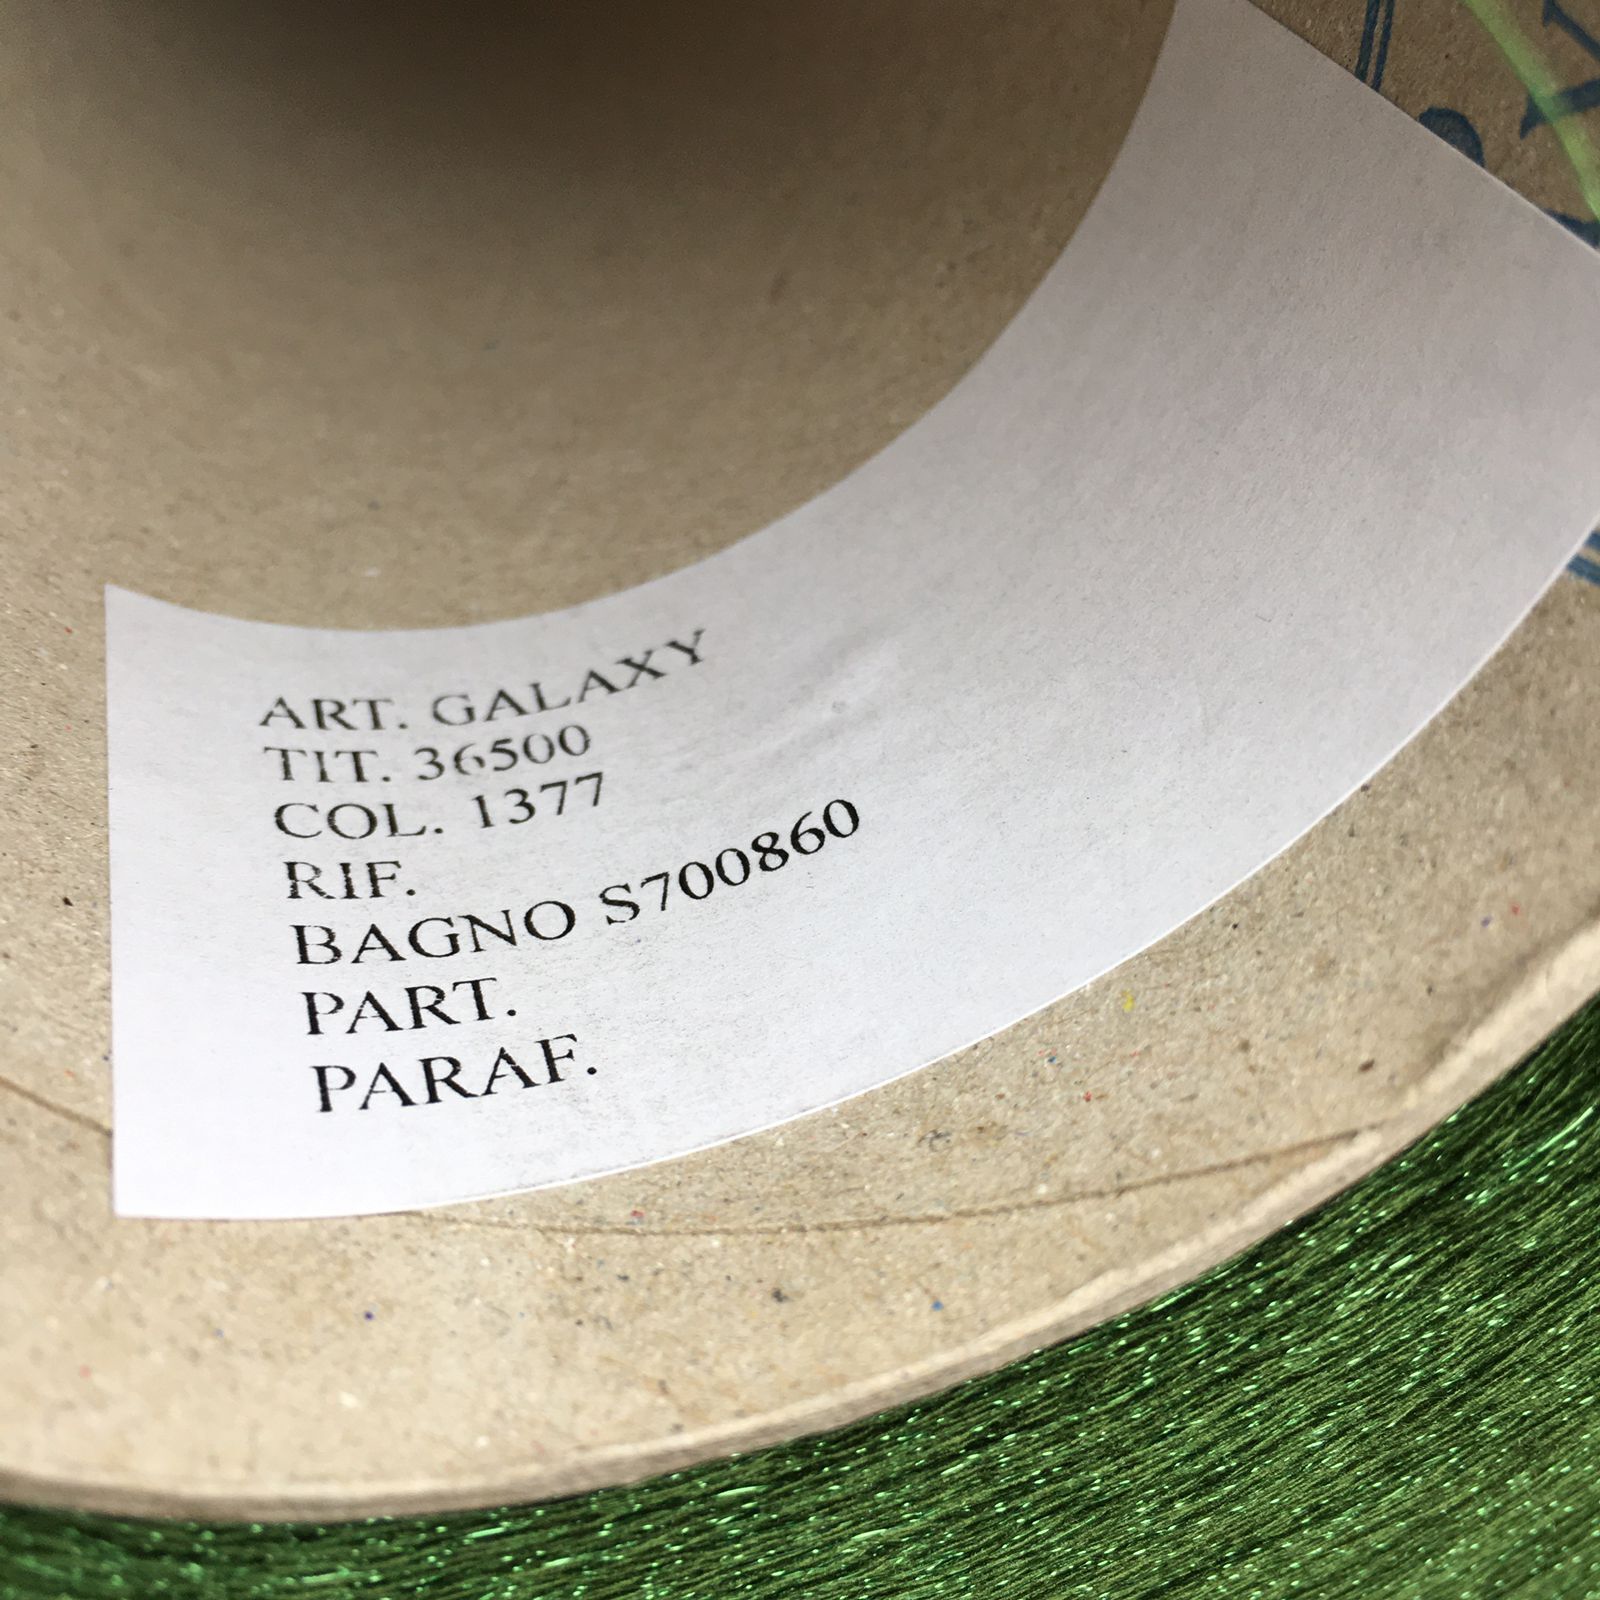 ART. GALAXY
TIT. 36500
COL. 1377
RIF.
BAGNO S700860
PART.
PARAF.